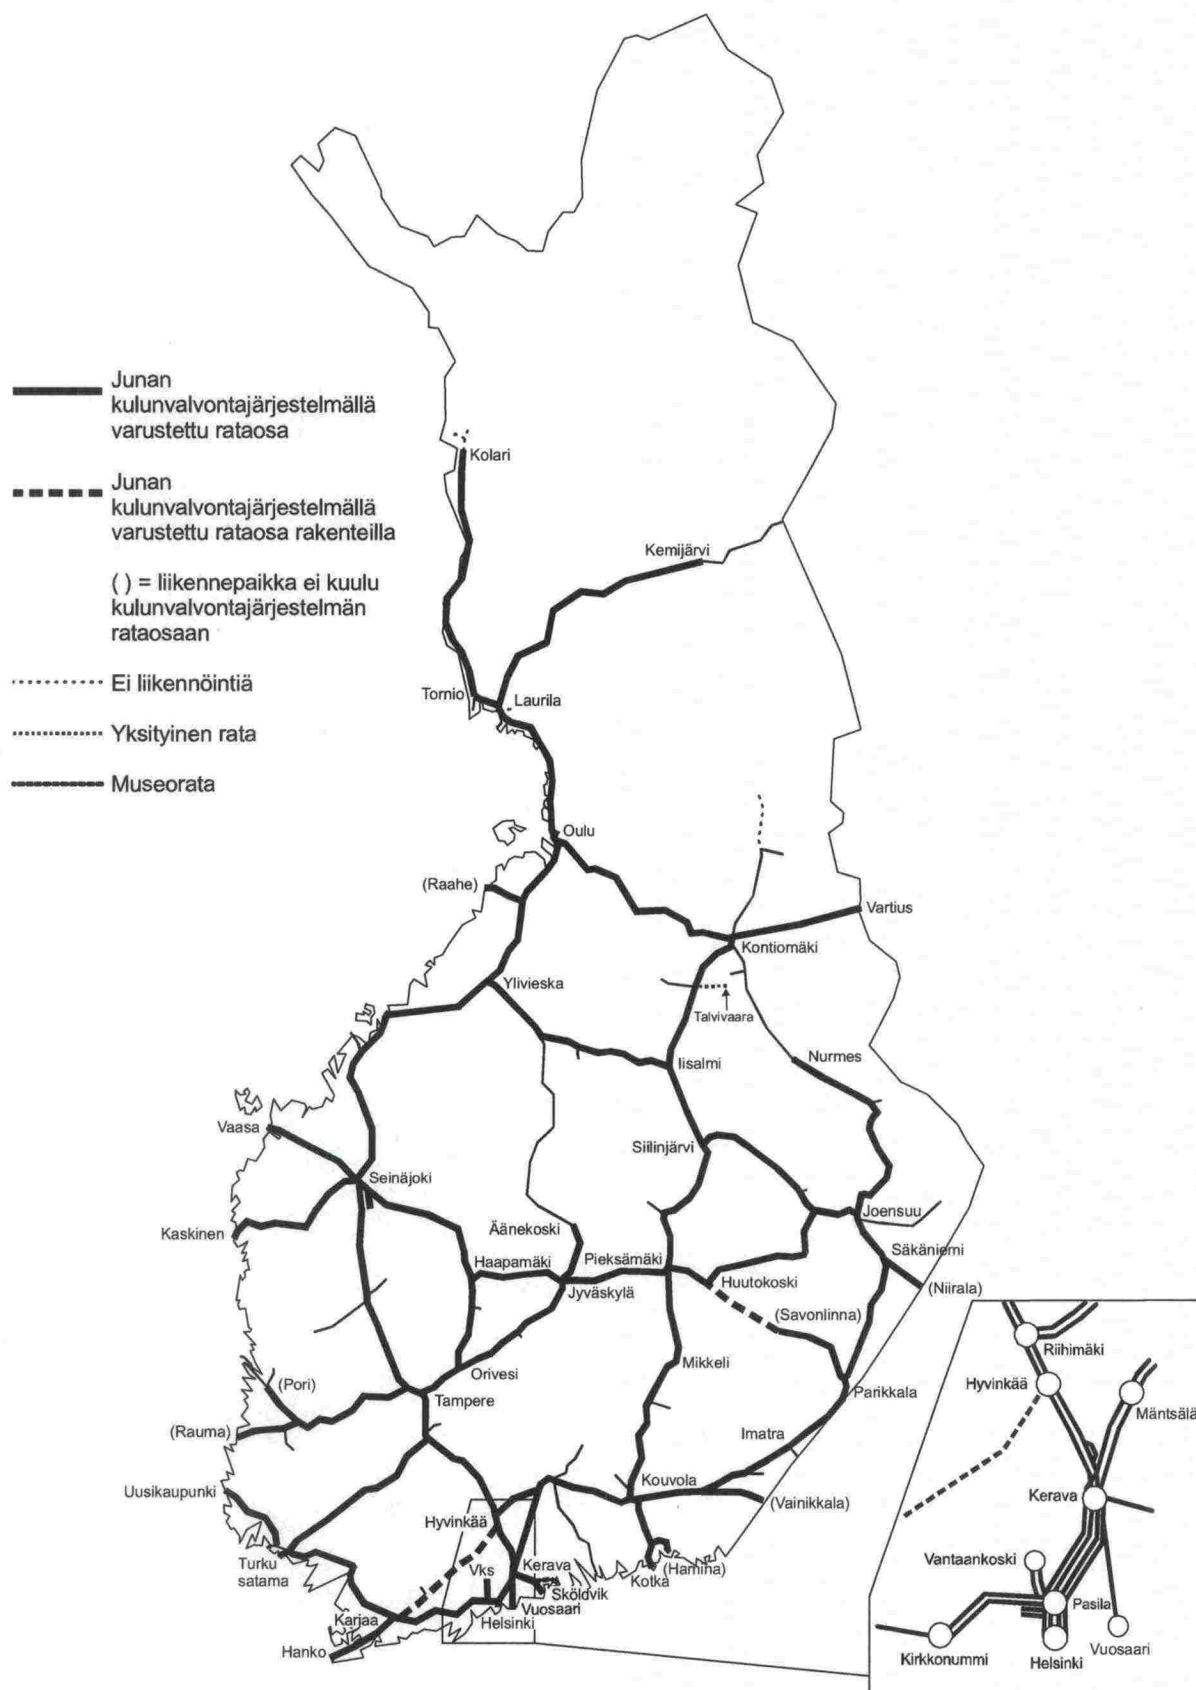 Junan
kulunvalvontajärjestelmällä
varustettu rataosa
Junan
kulunvalvontajärjestelmällä
varustettu rataosa rakenteilla
( ) = liikennepaikka ei kuulu
kulunvalvontajärjestelmän
rataosaan
Ei liikennöintiä
Yksityinen rata
Museorata
Kolari
Kemijärvi
Tornio
Laurila
Oulu
(Raahe)
Vartius
Kontiomäki
Ylivieska
Talvivaara
Iisalmi
Nurmes
Vaasa
Siilinjärvi
Seinäjoki
Joensuu
Kaskinen
Äänekoski
Haapamäki
Pieksämäki
Säkäniemi
Jyväskylä
Huutokoski
(Niirala)
(Savonlinna)
Orivesi
Mikkeli
(Pori)
Tampere
Parikkala
(Rauma)
Imatra
Uusikaupunki
Kouvola
(Vainikkala)
Hyvinkää
Turku
satama
Vks
Kerava
Sköldvik
Kotka
(Hamina)
Vuosaari
Karjaa
Helsinki
Hanko
Riihimäki
Hyvinkää
Mäntsälä
Kerava
Vantaankoski
Pasila
Kirkkonummi
Helsinki
Vuosaari